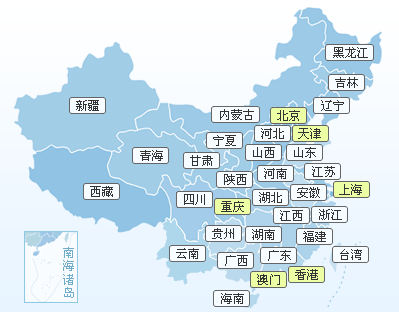 黑龙江
吉林
辽宁
新疆
内蒙古
北京
河北
天津
宁夏
山西
山东
青海
甘肃
陕西
河南
江苏
西藏
四川
重庆
湖北
安徽
上海
江西
浙江
贵州
湖南
福建
云南
广西
广东
台湾
澳门
香港
海南
南海诸岛